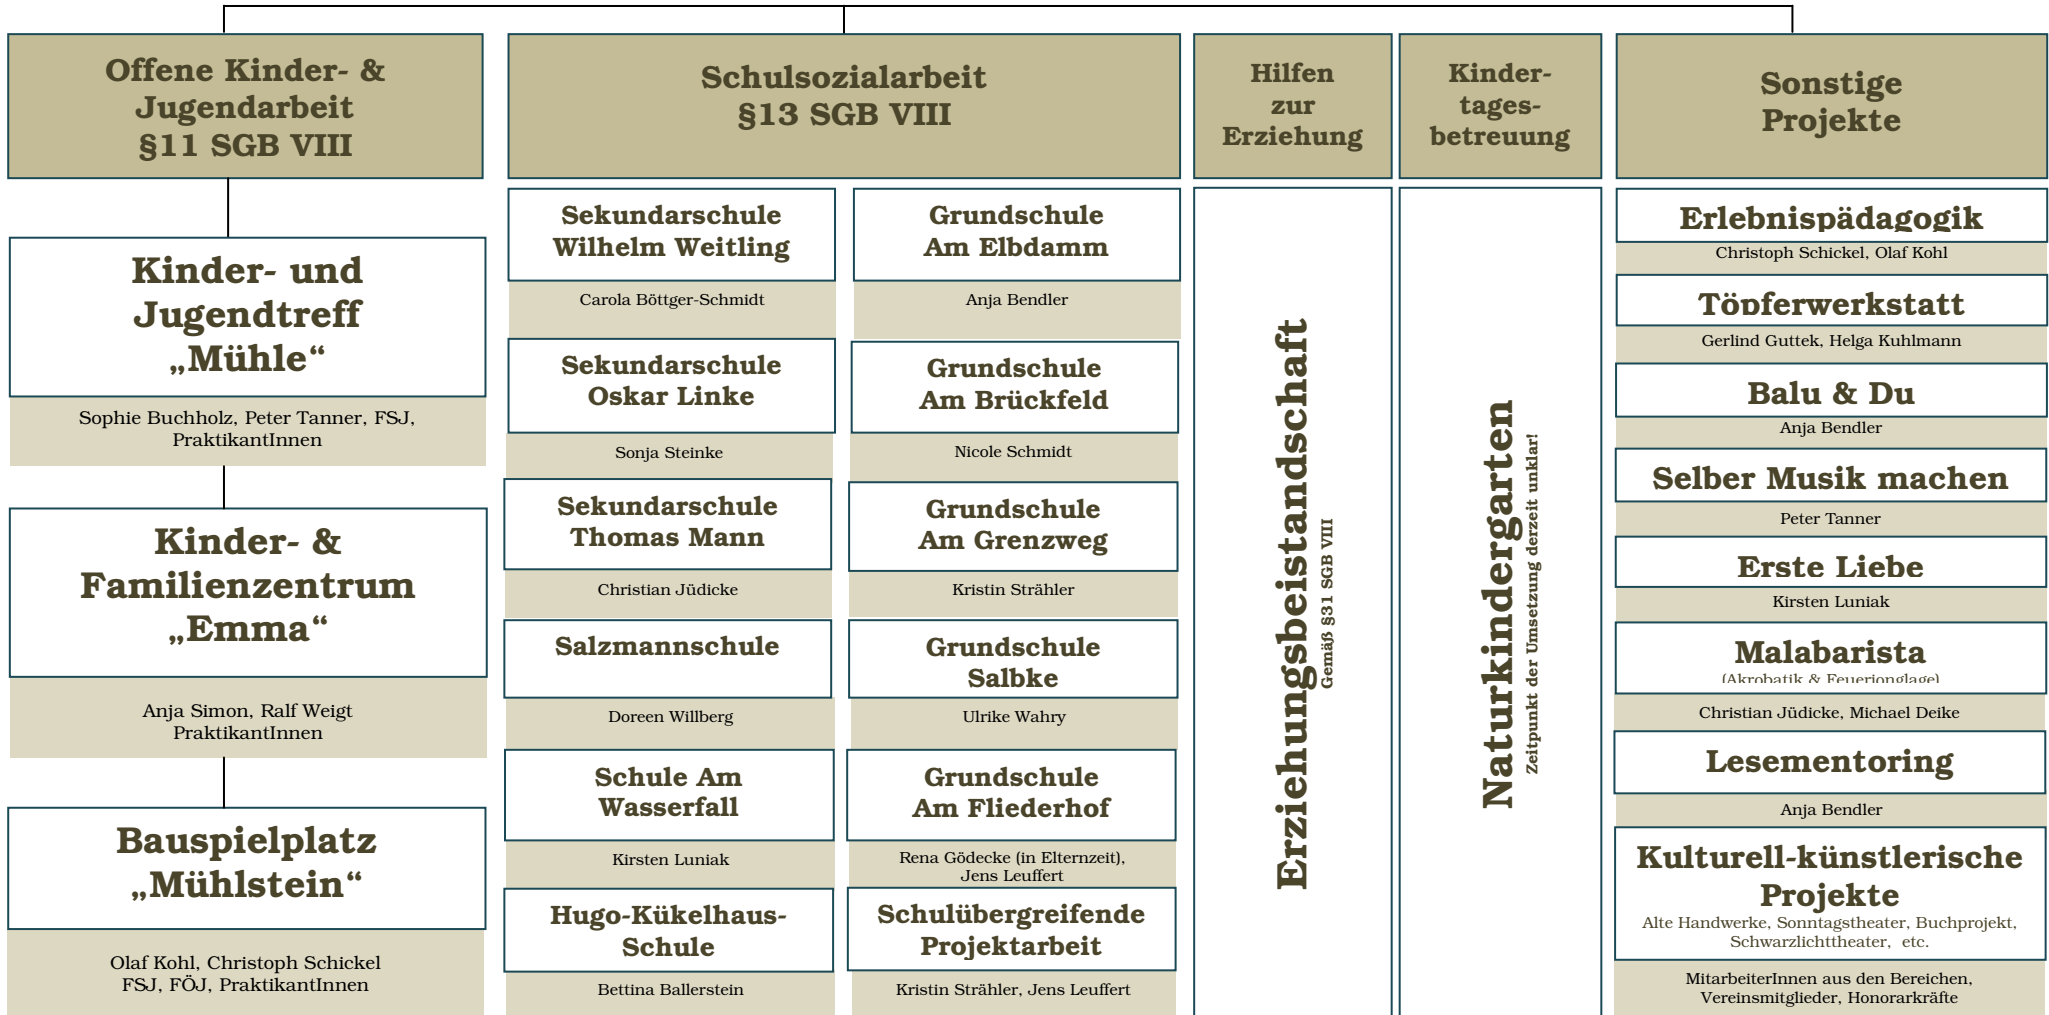 Offene Kinder- &
Jugendarbeit
§11 SGB VIII
Kinder- und
Jugendtreff
„Mühle“
Sophie Buchholz, Peter Tanner, FSJ,
PraktikantInnen
Kinder- &
Familienzentrum
„Emma“
Anja Simon, Ralf Weigt
PraktikantInnen
Bauspielplatz
„Mühlstein“
Olaf Kohl, Christoph Schickel
FSJ, FÖJ, PraktikantInnen
Schulsozialarbeit
§13 SGB VIII
Sekundarschule
Wilhelm Weitling
Carola Böttger-Schmidt
Sekundarschule
Oskar Linke
Sonja Steinke
Sekundarschule
Thomas Mann
Christian Jüdicke
Salzmannschule
Doreen Willberg
Schule Am
Wasserfall
Kirsten Luniak
Hugo-Kükelhaus-
Schule
Bettina Ballerstein
Grundschule
Am Elbdamm
Anja Bendler
Grundschule
Am Brückfeld
Nicole Schmidt
Grundschule
Am Grenzweg
Kristin Strähler
Grundschule
Salbke
Ulrike Wahry
Grundschule
Am Fliederhof
Rena Gödecke (in Elternzeit),
Jens Leuffert
Schulübergreifende
Projektarbeit
Kristin Strähler, Jens Leuffert
Hilfen
zur
Erziehung
Erziehungsbeistandschaft
Gemäß §31 SGB VIII
Kinder-
tages-
betreuung
Naturkindergarten
Zeitpunkt der Umsetzung derzeit unklar!
Sonstige
Projekte
Erlebnispädagogik
Christoph Schickel, Olaf Kohl
Töpferwerkstatt
Gerlind Guttek, Helga Kuhlmann
Balu & Du
Anja Bendler
Selber Musik machen
Peter Tanner
Erste Liebe
Kirsten Luniak
Malabarista
(Akrobatik & Feuerjonglage)
Christian Jüdicke, Michael Deike
Lesementoring
Anja Bendler
Kulturell-künstlerische
Projekte
Alte Handwerke, Sonntagstheater, Buchprojekt,
Schwarzlichttheater, etc.
MitarbeiterInnen aus den Bereichen,
Vereinsmitglieder, Honorarkräfte